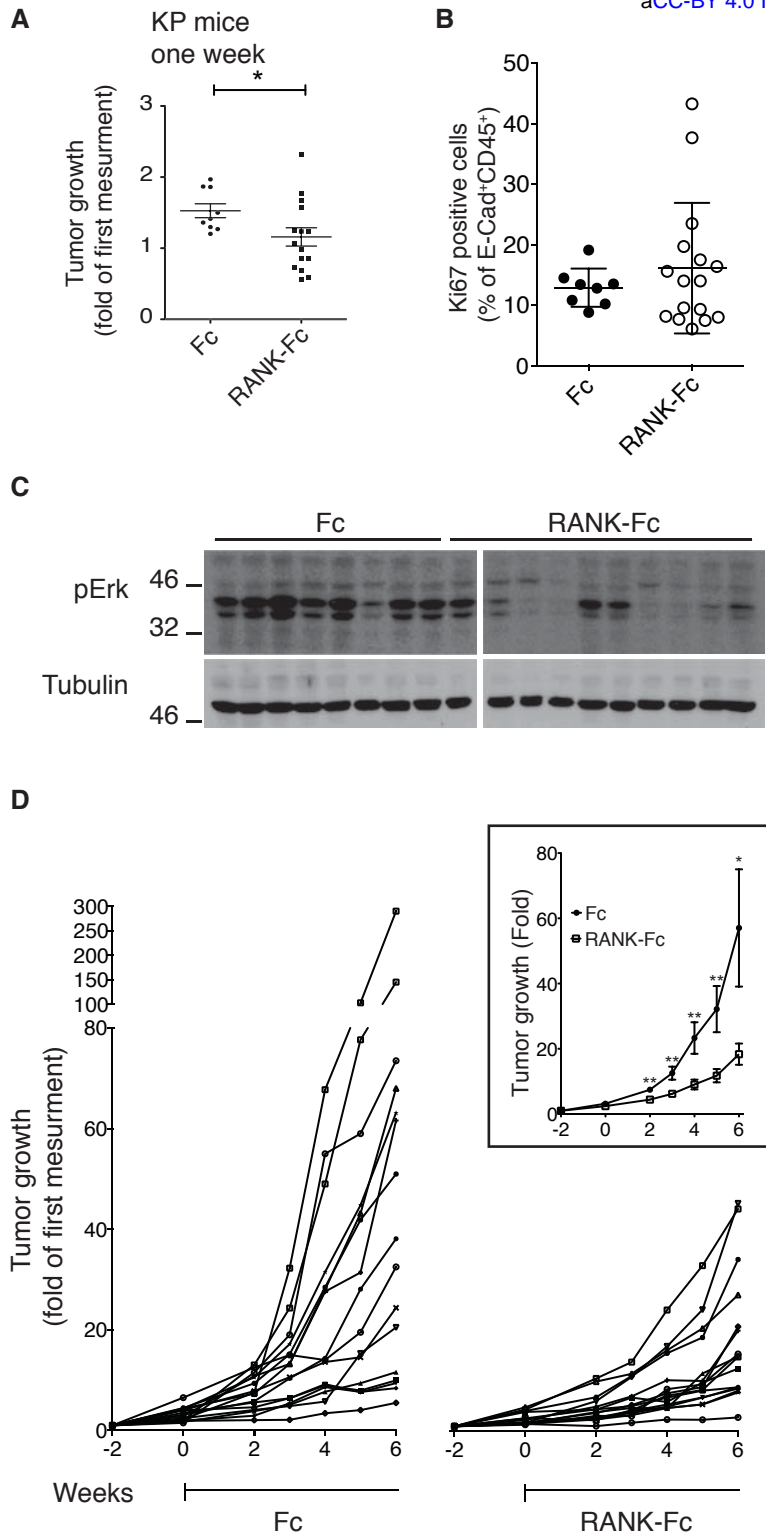 aCC-BY 4.0 I
A
KP mice
one week
*
Tumor growth
(fold of first mesurment)
3
2
1
0
Fc
RANK-Fc
B
Ki67 positive cells
(% of E-Cad+CD45+)
50
40
30
20
10
0
Fc
RANK-Fc
C
Fc
RANK-Fc
pErk
46
32
Tubulin
46
D
Tumor growth
(fold of first mesurment)
300
250
200
150
100
80
60
40
20
0
-2
0
2
4
6
-2
0
2
4
6
Weeks
Fc
RANK-Fc
Tumor growth (Fold)
80
60
40
20
0
Fc
RANK-Fc
**
**
**
**
*
-2
0
2
4
6